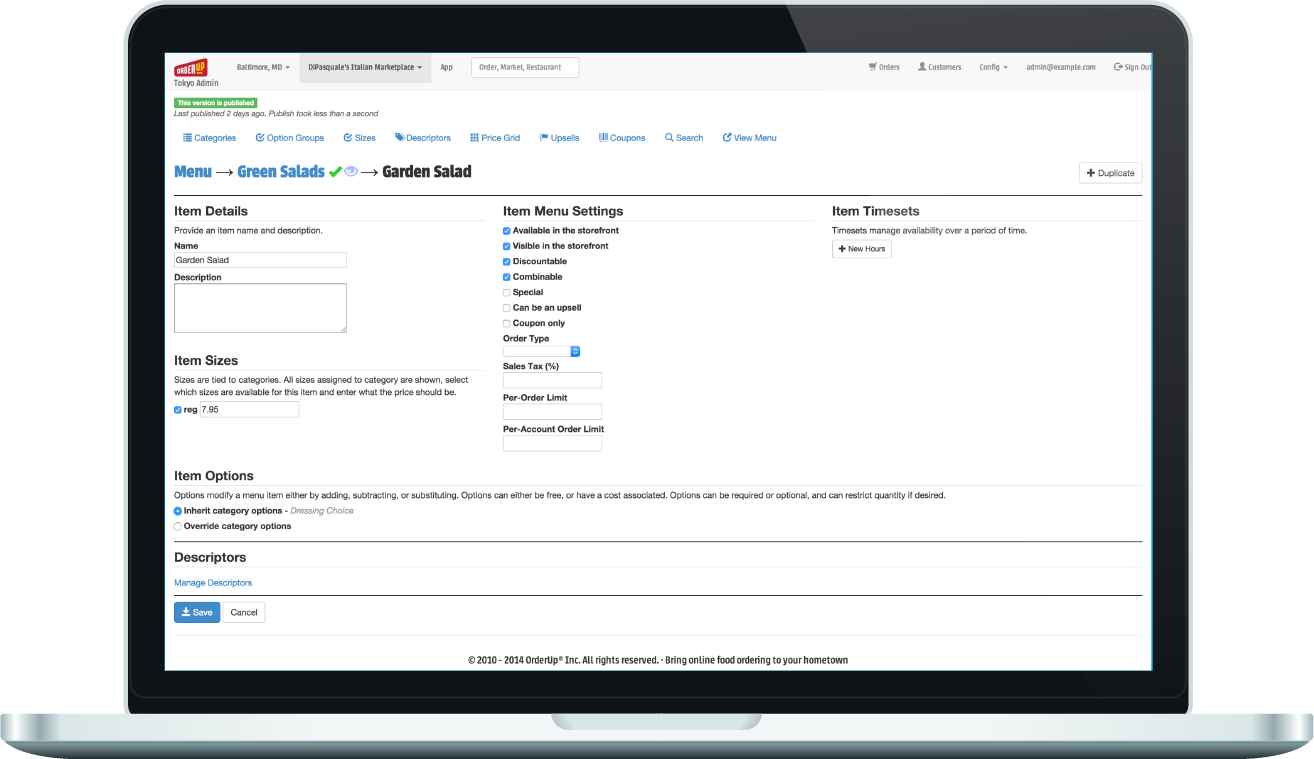 ORDERUP
Tokyo Admin
Baltimore, MD
DiPasquale's Italian Marketplace
App
Order, Market, Restaurant
Orders
Customers
Config
admin@example.com
Sign Out
This version is published
Last published 2 days ago. Publish took less than a second
Categories
Option Groups
Sizes
Descriptors
Price Grid
Upsells
Coupons
Search
View Menu
Menu → Green Salads → Garden Salad
Duplicate
Item Details
Provide an item name and description.
Name
Garden Salad
Description
Item Sizes
Sizes are tied to categories. All sizes assigned to category are shown, select
which sizes are available for this item and enter what the price should be.
reg 7.95
Item Menu Settings
Available in the storefront
Visible in the storefront
Discountable
Combinable
Special
Can be an upsell
Coupon only
Order Type
Sales Tax (%)
Per-Order Limit
Per-Account Order Limit
Item Timesets
Timesets manage availability over a period of time.
New Hours
Item Options
Options modify a menu item either by adding, subtracting, or substituting. Options can either be free, or have a cost associated. Options can be required or optional, and can restrict quantity if desired.
Inherit category options - Dressing Choice
Override category options
Descriptors
Manage Descriptors
Save
Cancel
© 2010 - 2014 OrderUp® Inc. All rights reserved. · Bring online food ordering to your hometown